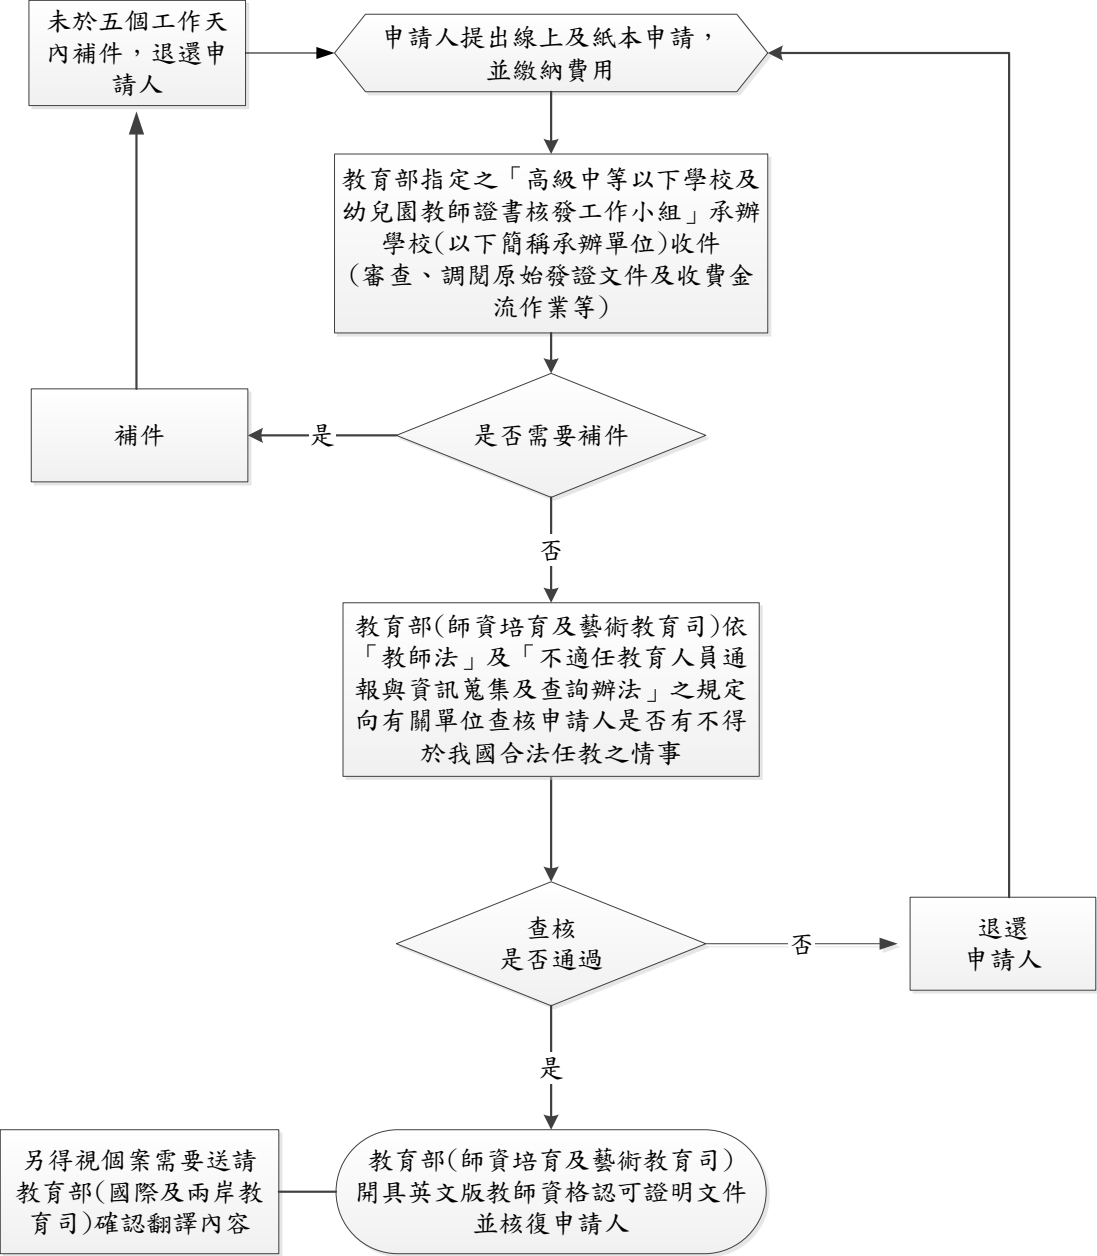 未於五個工作天
內補件，退還申
請人
申請人提出線上及紙本申請，
並繳納費用
教育部指定之「高級中等以下學校及
幼兒園教師證書核發工作小組」承辦
學校(以下簡稱承辦單位)收件
(審查、調閱原始發證文件及收費金
流作業等)
補件
是
是否需要補件
否
教育部(師資培育及藝術教育司)依
「教師法」及「不適任教育人員通
報與資訊蒐集及查詢辦法」之規定
向有關單位查核申請人是否有不得
於我國合法任教之情事
查核
是否通過
否
退還
申請人
是
另得視個案需要送請
教育部(國際及兩岸教
育司)確認翻譯內容
教育部(師資培育及藝術教育司)
開具英文版教師資格認可證明文件
並核復申請人